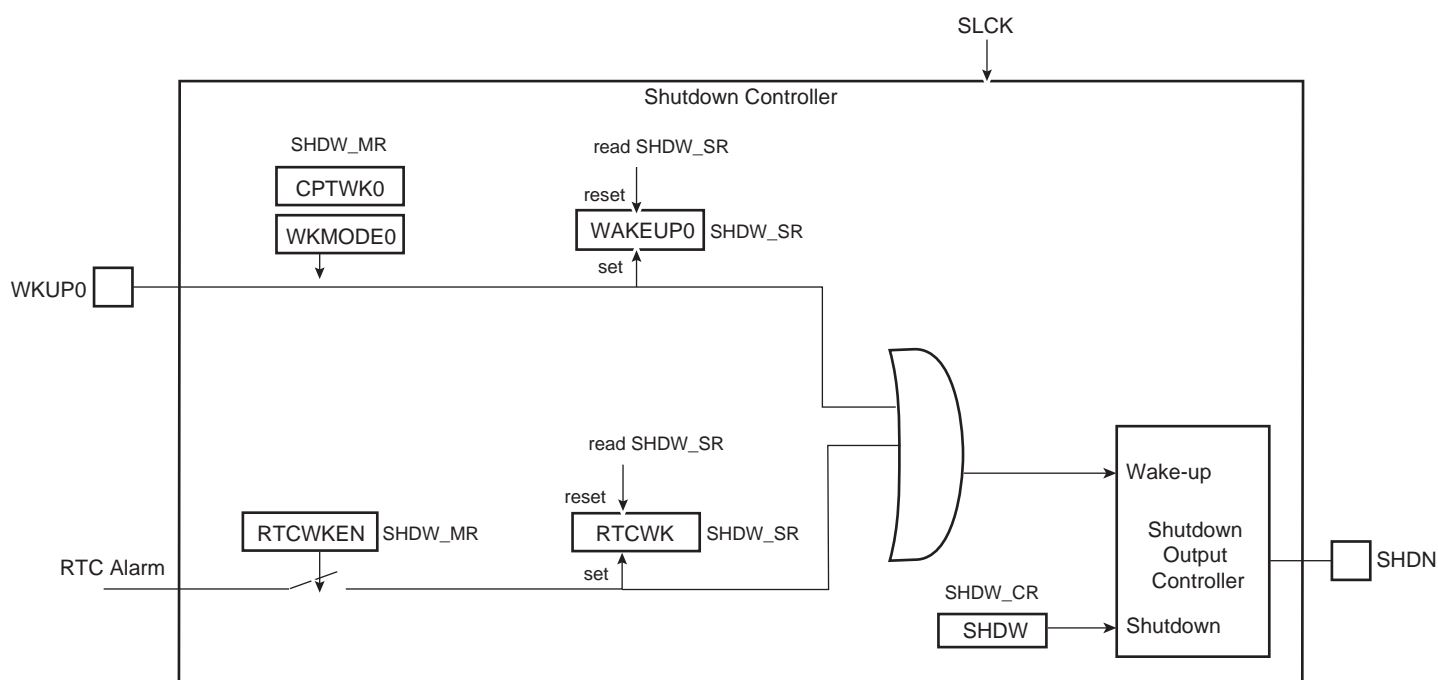 SLCK
Shutdown Controller
SHDW_MR
CPTWK0
WKMODE0
read SHDW_SR
reset
WAKEUP0
SHDW_SR
set
WKUP0
read SHDW_SR
reset
RTCWKEN
SHDW_MR
RTCWK
SHDW_SR
set
RTC Alarm
Wake-up
Shutdown
Output
Controller
SHDN
SHDW_CR
SHDW
Shutdown